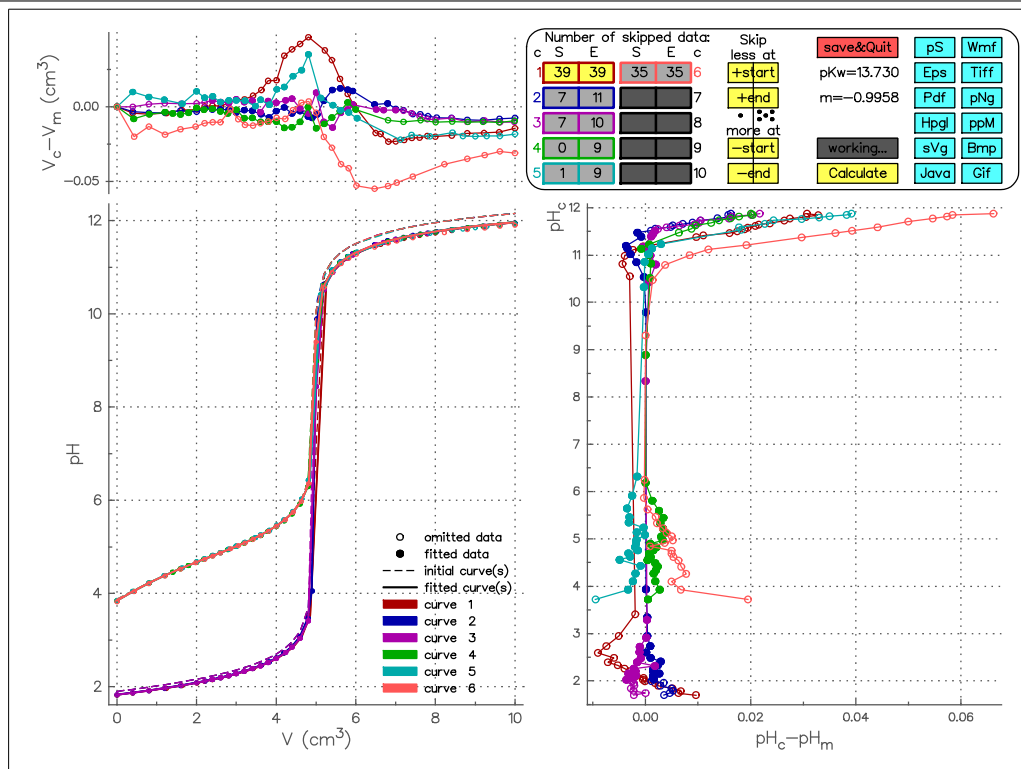 Vc−Vm (cm3)
0.00
−0.05
Number of skipped data:
c S E S E c
1 39 39 35 35 6
2 7 11 7
3 7 10 8
4 0 9 9
5 1 9 10
Skip
less at
+start
+end
more at
−start
−end
save&Quit
pKw=13.730
m=−0.9958
working...
Calculate
pS Wmf
Eps Tiff
Pdf pNg
Hpgl ppM
sVg Bmp
Java Gif
pH
12
10
8
6
4
2
0 2 4 6 8 10
V (cm3)
omitted data
fitted data
initial curve(s)
fitted curve(s)
curve 1
curve 2
curve 3
curve 4
curve 5
curve 6
pHc
12
11
10
9
8
7
6
5
4
3
2
0.00 0.02 0.04 0.06
pHc−pHm